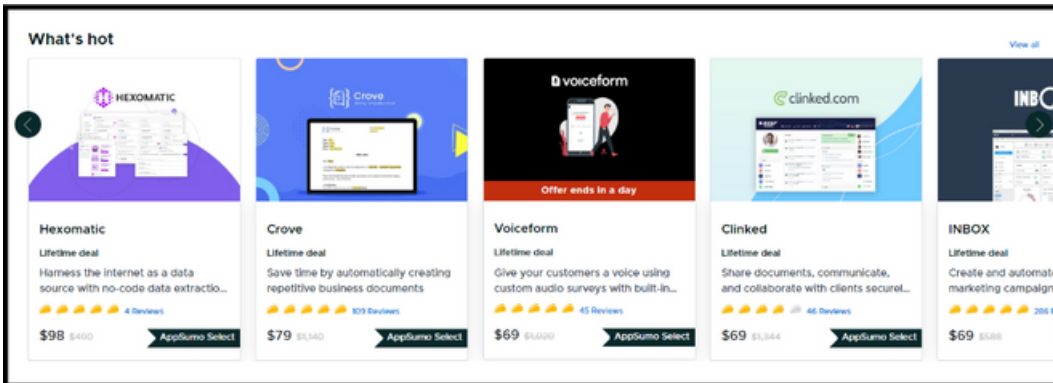 What's hot
View all
HEXOMATIC
Crove
voiceform
clinked.com
INBO
Offer ends in a day
Hexomatic
Lifetime deal
Harness the internet as a data
source with no-code data extractio...
4 Reviews
$98 $480
AppSumo Select
Crove
Lifetime deal
Save time by automatically creating
repetitive business documents
109 Reviews
$79 $1,140
AppSumo Select
Voiceform
Lifetime deal
Give your customers a voice using
custom audio surveys with built-in...
45 Reviews
$69 $1,020
AppSumo Select
Clinked
Lifetime deal
Share documents, communicate,
and collaborate with clients securel...
46 Reviews
$69 $1,344
AppSumo Select
INBOX
Lifetime deal
Create and automate
marketing campaign
286
$69 $588